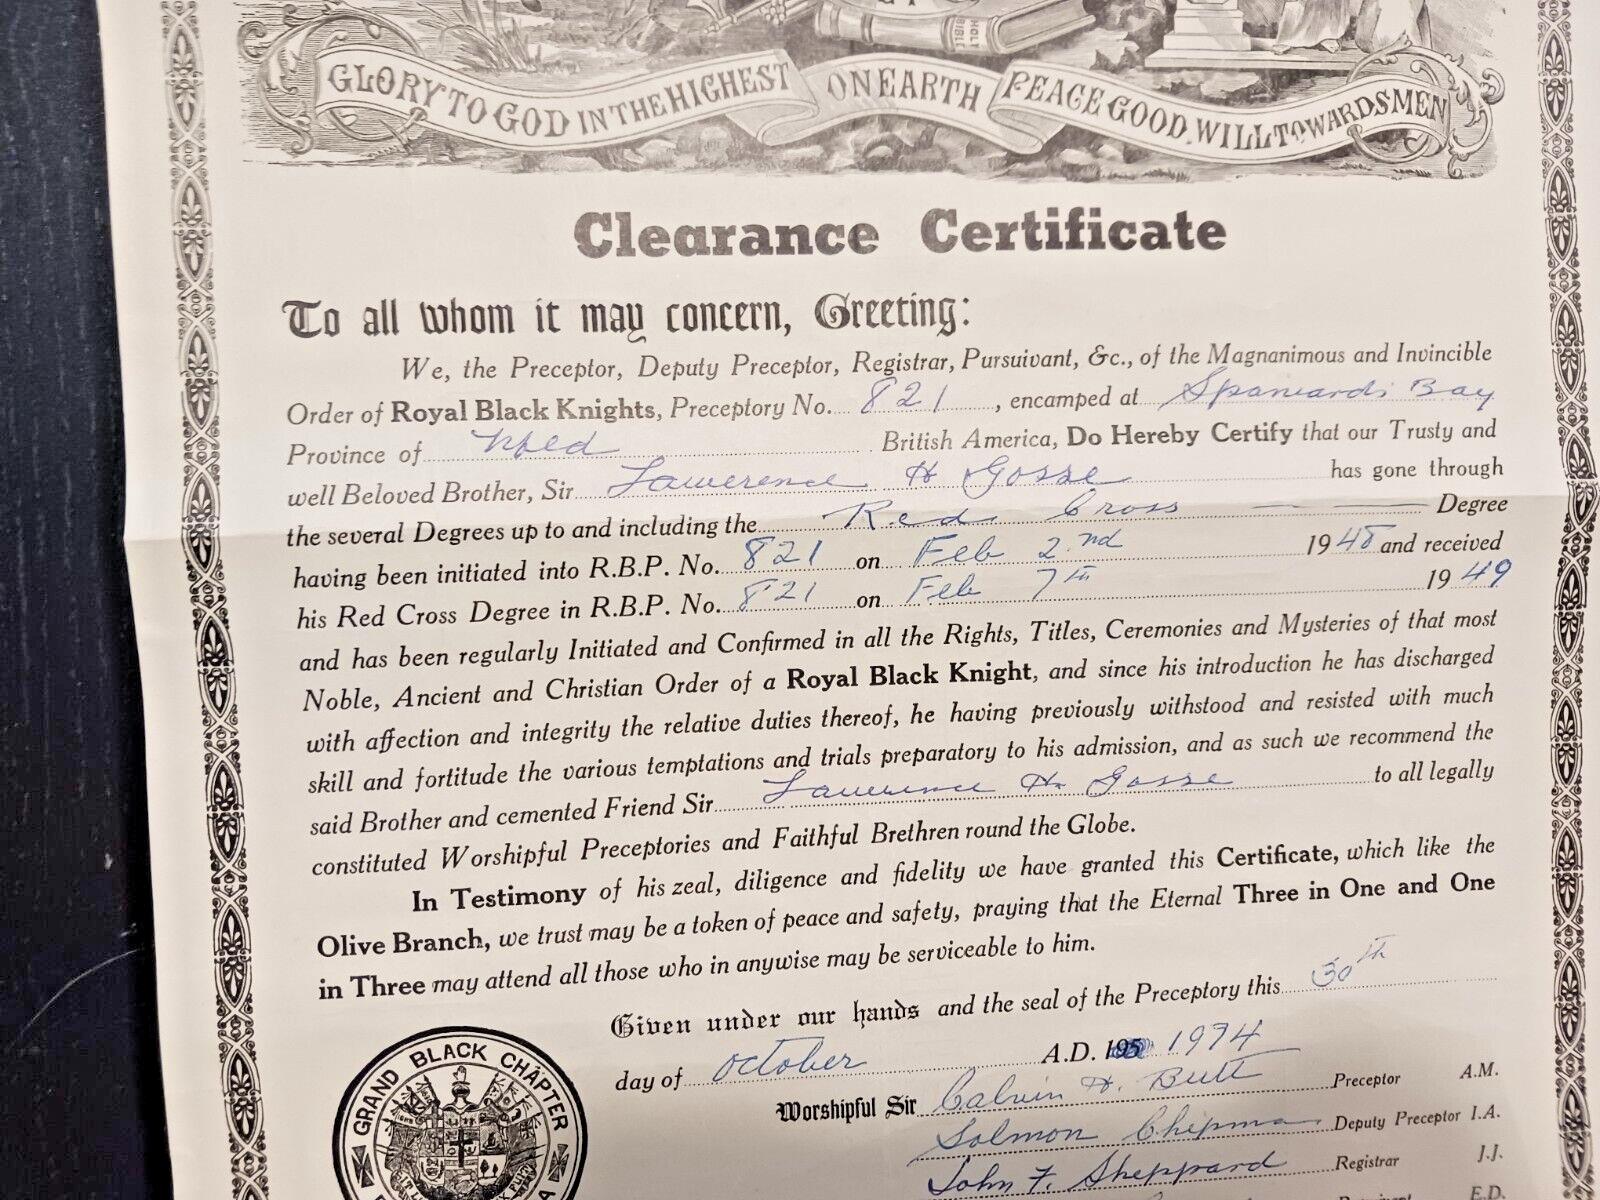 HOLY BIBLE
GLORY TO GOD IN THE HIGHEST ON EARTH PEACE GOOD WILL TOWARDS MEN
Clearance Certificate
To all whom it may concern, Greeting:
We, the Preceptor, Deputy Preceptor, Registrar, Pursuivant, &c., of the Magnanimous and Invincible
Order of Royal Black Knights, Preceptory No. 821, encamped at Spaniards Bay
Province of Nfld British America, Do Hereby Certify that our Trusty and
well Beloved Brother, Sir Lawerence H Gosse has gone through
the several Degrees up to and including the Red Cross Degree
having been initiated into R.B.P. No. 821 on Feb 2nd 1948 and received
his Red Cross Degree in R.B.P. No. 821 on Feb 7th 1949
and has been regularly Initiated and Confirmed in all the Rights, Titles, Ceremonies and Mysteries of that most
Noble, Ancient and Christian Order of a Royal Black Knight, and since his introduction he has discharged
with affection and integrity the relative duties thereof, he having previously withstood and resisted with much
skill and fortitude the various temptations and trials preparatory to his admission, and as such we recommend the
said Brother and cemented Friend Sir Lawerence H. Gosse to all legally
constituted Worshipful Preceptories and Faithful Brethren round the Globe.
In Testimony of his zeal, diligence and fidelity we have granted this Certificate, which like the
Olive Branch, we trust may be a token of peace and safety, praying that the Eternal Three in One and One
in Three may attend all those who in anywise may be serviceable to him.
Given under our hands and the seal of the Preceptory this 30th
day of October A.D. 195 1974
Worshipful Sir Calvin H. Butt Preceptor A.M.
Solmon Chipman Deputy Preceptor I.A.
John F. Sheppard Registrar J.J.
E.D.
GRAND BLACK CHAPTER